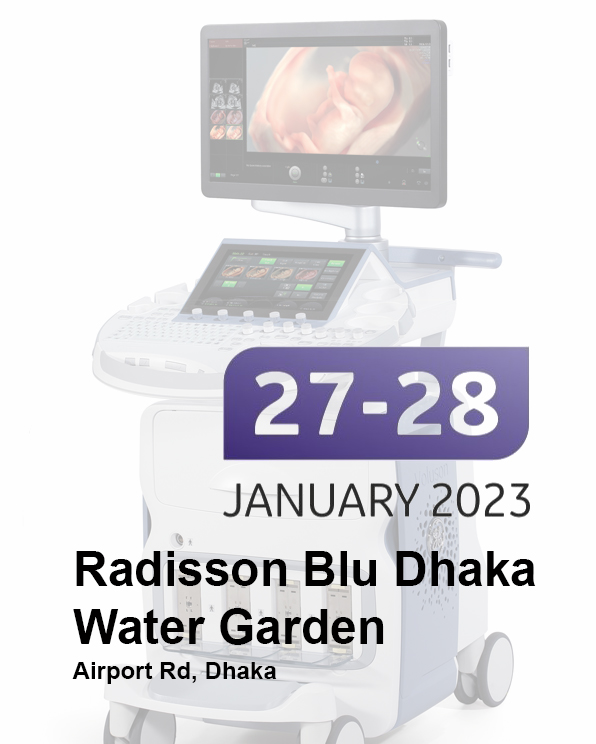 27-28
JANUARY 2023
Radisson Blu Dhaka
Water Garden
Airport Rd, Dhaka